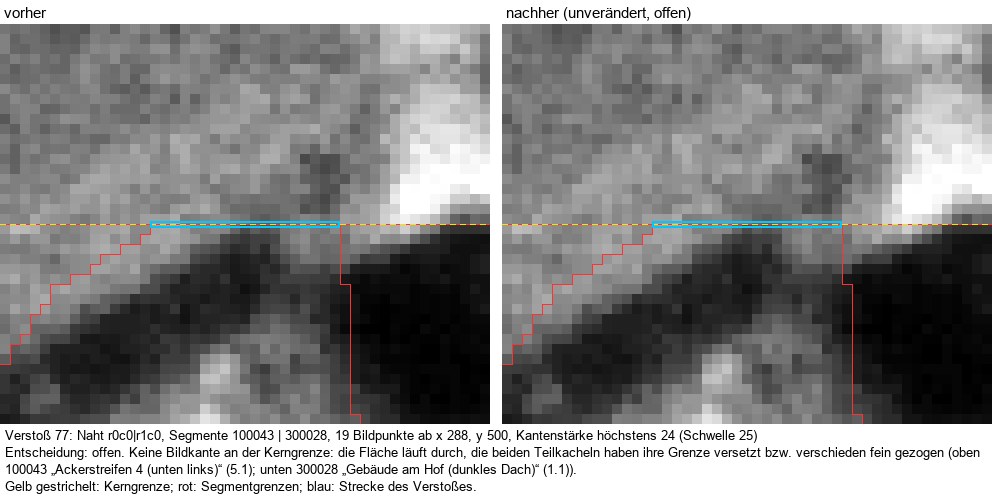 vorher
nachher (unverändert, offen)
Verstoß 77: Naht r0c0|r1c0, Segmente 100043 | 300028, 19 Bildpunkte ab x 288, y 500, Kantenstärke höchstens 24 (Schwelle 25)
Entscheidung: offen. Keine Bildkante an der Kerngrenze: die Fläche läuft durch, die beiden Teilkacheln haben ihre Grenze versetzt bzw. verschieden fein gezogen (oben
100043 „Ackerstreifen 4 (unten links)“ (5.1); unten 300028 „Gebäude am Hof (dunkles Dach)“ (1.1)).
Gelb gestrichelt: Kerngrenze; rot: Segmentgrenzen; blau: Strecke des Verstoßes.